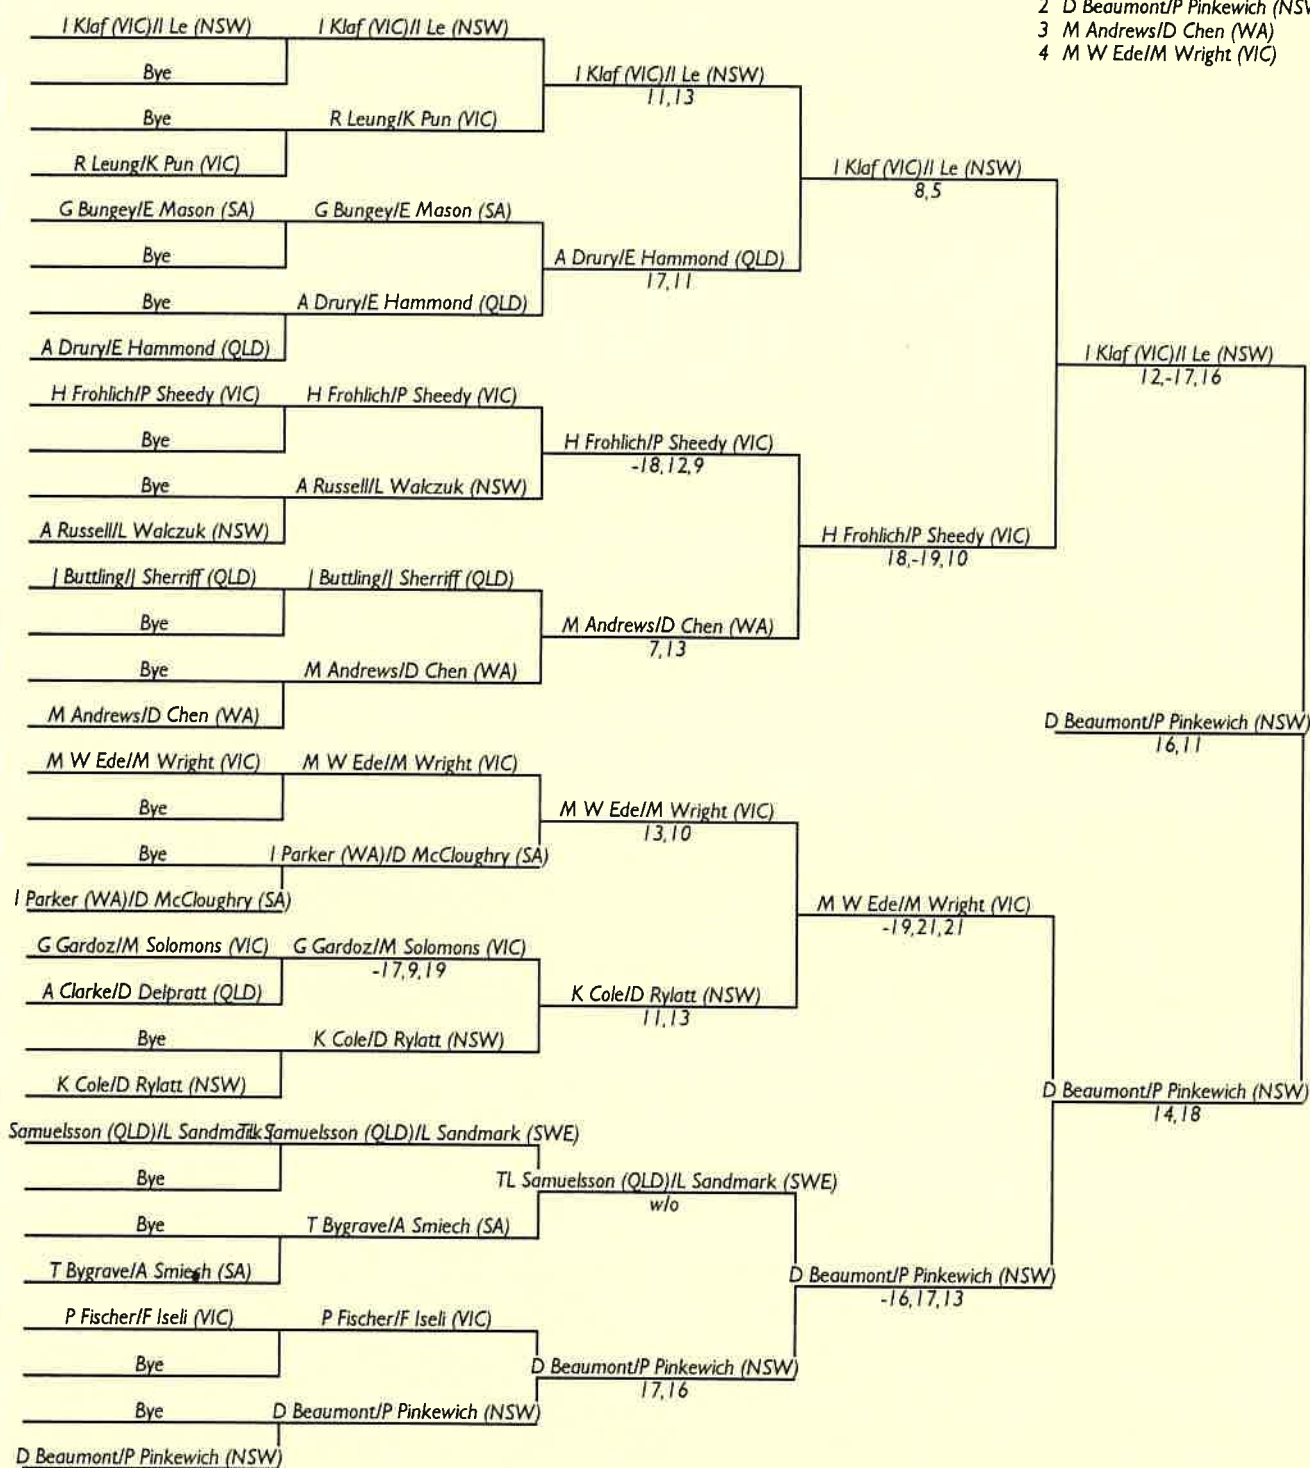 2 D Beaumont/P Pinkewich (NSW
3 M Andrews/D Chen (WA)
4 M W Ede/M Wright (VIC)
I Klaf (VIC)/I Le (NSW)
Bye
Bye
R Leung/K Pun (VIC)
G Bungey/E Mason (SA)
Bye
Bye
A Drury/E Hammond (QLD)
H Frohlich/P Sheedy (VIC)
Bye
Bye
A Russell/L Walczuk (NSW)
J Buttling/J Sherriff (QLD)
Bye
Bye
M Andrews/D Chen (WA)
M W Ede/M Wright (VIC)
Bye
Bye
I Parker (WA)/D McCloughry (SA)
G Gardoz/M Solomons (VIC)
A Clarke/D Delpratt (QLD)
Bye
K Cole/D Rylatt (NSW)
Samuelsson (QLD)/L Sandmark
Bye
Bye
T Bygrave/A Smiech (SA)
P Fischer/F Iseli (VIC)
Bye
Bye
D Beaumont/P Pinkewich (NSW)
I Klaf (VIC)/I Le (NSW)
R Leung/K Pun (VIC)
G Bungey/E Mason (SA)
A Drury/E Hammond (QLD)
H Frohlich/P Sheedy (VIC)
A Russell/L Walczuk (NSW)
J Buttling/J Sherriff (QLD)
M Andrews/D Chen (WA)
M W Ede/M Wright (VIC)
I Parker (WA)/D McCloughry (SA)
G Gardoz/M Solomons (VIC)
-17,9,19
K Cole/D Rylatt (NSW)
Samuelsson (QLD)/L Sandmark (SWE)
T Bygrave/A Smiech (SA)
P Fischer/F Iseli (VIC)
D Beaumont/P Pinkewich (NSW)
I Klaf (VIC)/I Le (NSW)
11,13
A Drury/E Hammond (QLD)
17,11
H Frohlich/P Sheedy (VIC)
-18,12,9
M Andrews/D Chen (WA)
7,13
M W Ede/M Wright (VIC)
13,10
K Cole/D Rylatt (NSW)
11,13
TL Samuelsson (QLD)/L Sandmark (SWE)
w/o
D Beaumont/P Pinkewich (NSW)
17,16
I Klaf (VIC)/I Le (NSW)
8,5
H Frohlich/P Sheedy (VIC)
18,-19,10
M W Ede/M Wright (VIC)
-19,21,21
D Beaumont/P Pinkewich (NSW)
-16,17,13
I Klaf (VIC)/I Le (NSW)
12,-17,16
D Beaumont/P Pinkewich (NSW)
14,18
D Beaumont/P Pinkewich (NSW)
16,11